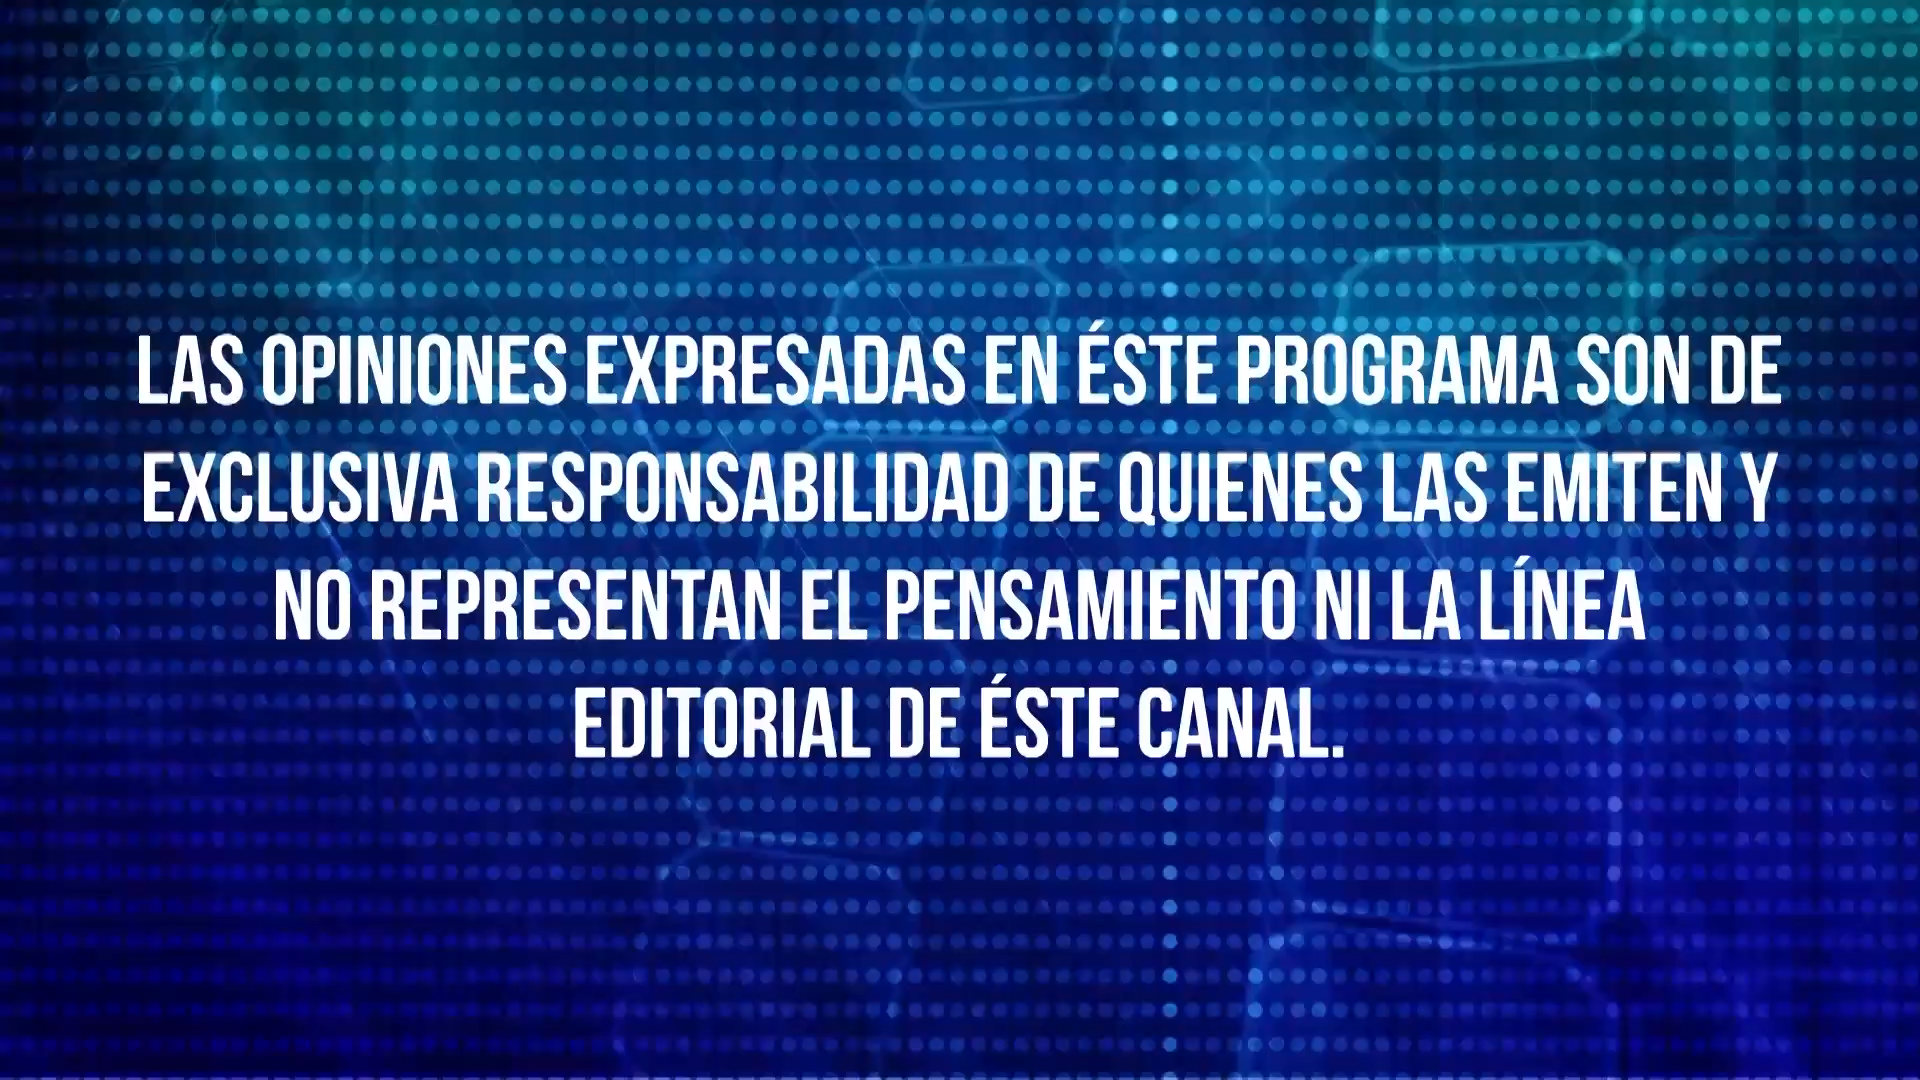 LAS OPINIONES EXPRESADAS EN ÉSTE PROGRAMA SON DE
EXCLUSIVA RESPONSABILIDAD DE QUIENES LAS EMITEN Y
NO REPRESENTAN EL PENSAMIENTO NI LA LÍNEA
EDITORIAL DE ÉSTE CANAL.